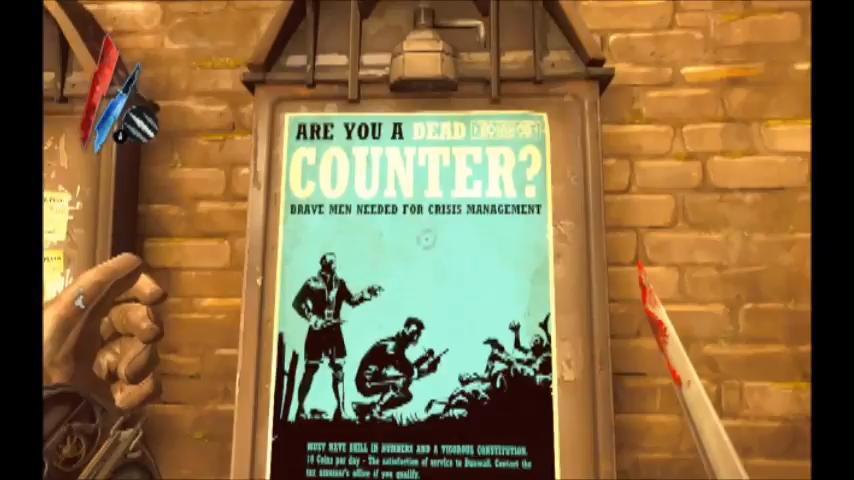 ARE YOU A DEAD
COUNTER?
BRAVE MEN NEEDED FOR CRISIS MANAGEMENT
MUST HAVE SKILL IN NUMBERS AND A VIGOROUS CONSTITUTION.
10 Coins per day - The satisfaction of service to Dunwall. Contact the
tax assessor's office if you qualify.